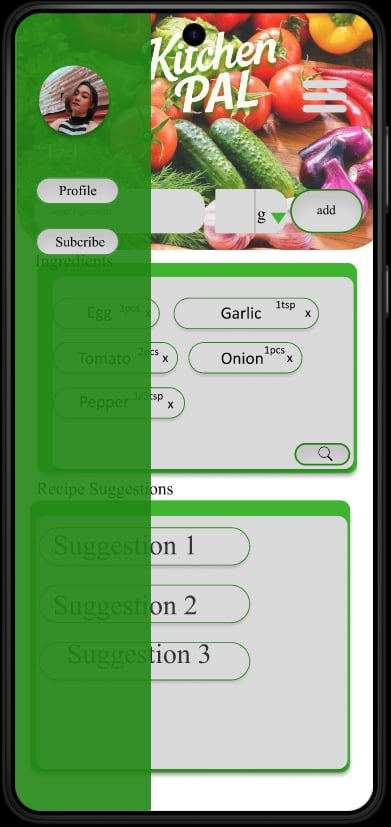 Kitchen
PAL
Profile
g
add
Subcribe
Ingredients
Egg 2pcs x
Garlic 1tsp x
Tomato 2pcs x
Onion 1pcs x
Pepper 1/2tsp x
Recipe Suggestions
Suggestion 1
Suggestion 2
Suggestion 3